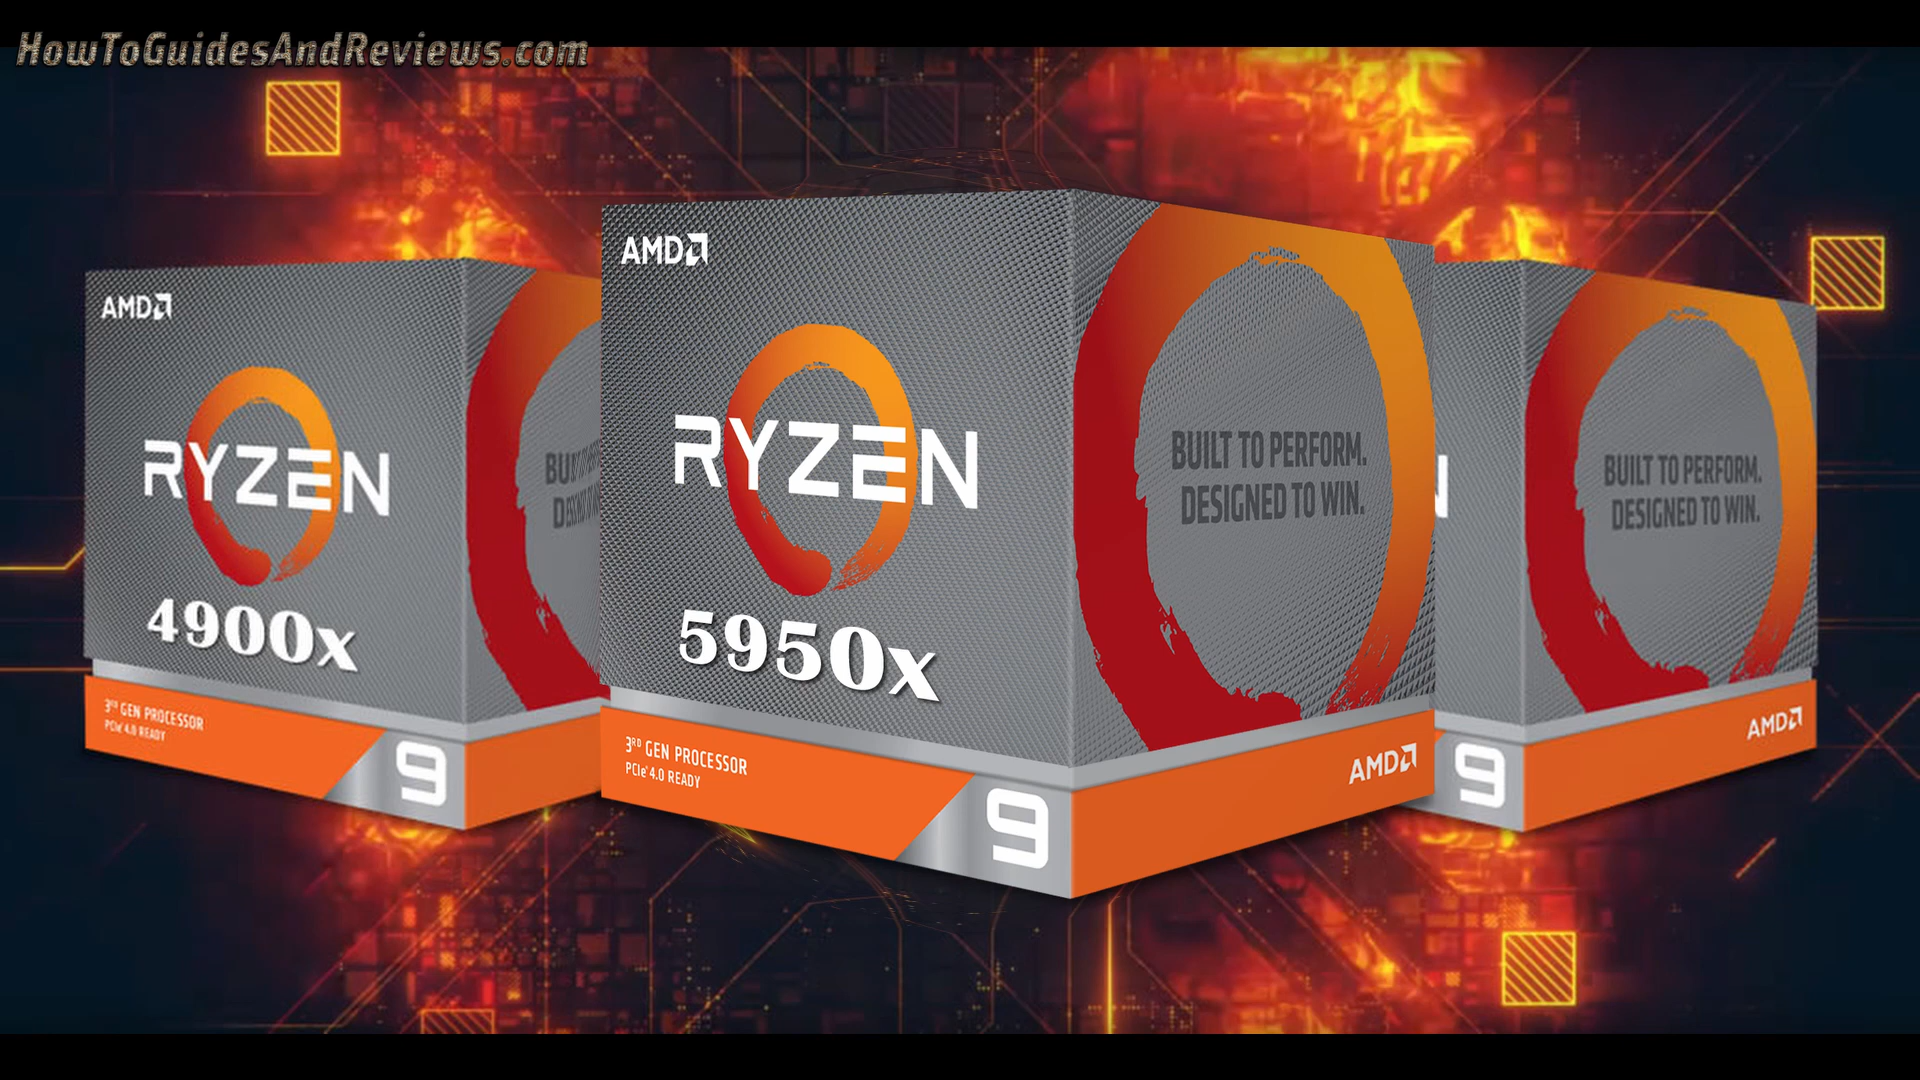 HowToGuidesAndReviews.com
AMD
RYZEN
4900x
3RD GEN PROCESSOR
PCIe® 4.0 READY
9
AMD
RYZEN
5950x
3RD GEN PROCESSOR
PCIe® 4.0 READY
9
BUILT TO PERFORM.
DESIGNED TO WIN.
AMD
N
9
BUILT TO PERFORM.
DESIGNED TO WIN.
AMD